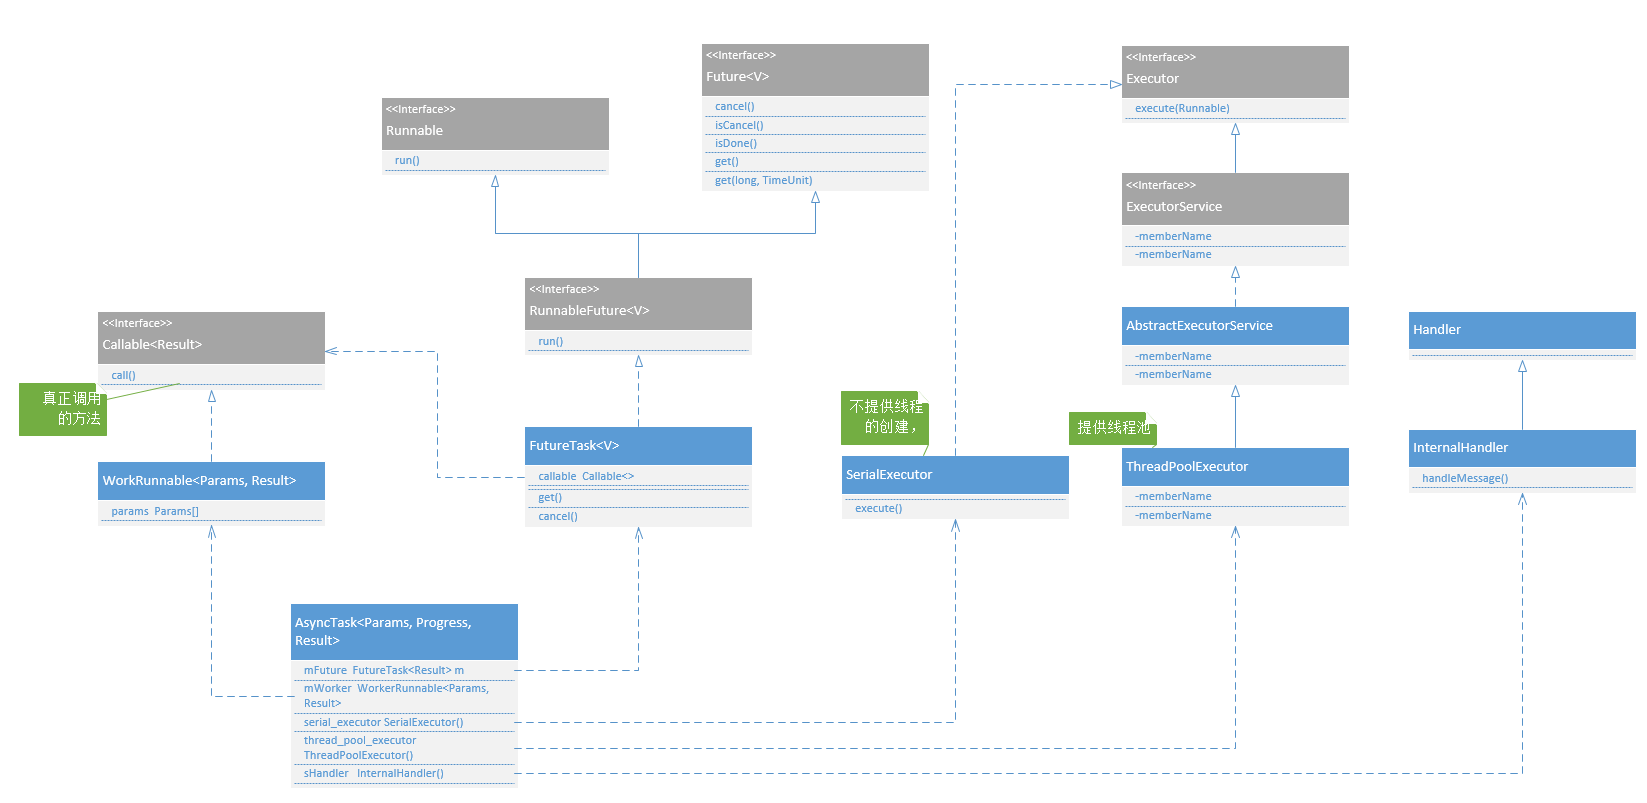 <<Interface>>
Future<V>
cancel()
isCancel()
isDone()
get()
get(long, TimeUnit)
<<Interface>>
Executor
execute(Runnable)
<<Interface>>
Runnable
run()
<<Interface>>
ExecutorService
-memberName
-memberName
<<Interface>>
RunnableFuture<V>
run()
<<Interface>>
Callable<Result>
call()
真正调用
的方法
AbstractExecutorService
-memberName
-memberName
Handler
不提供线程
的创建，
提供线程池
FutureTask<V>
callable Callable<>
get()
cancel()
WorkRunnable<Params, Result>
params Params[]
SerialExecutor
execute()
ThreadPoolExecutor
-memberName
-memberName
InternalHandler
handleMessage()
AsyncTask<Params, Progress,
Result>
mFuture FutureTask<Result> m
mWorker WorkerRunnable<Params,
Result>
serial_executor SerialExecutor()
thread_pool_executor
ThreadPoolExecutor()
sHandler InternalHandler()